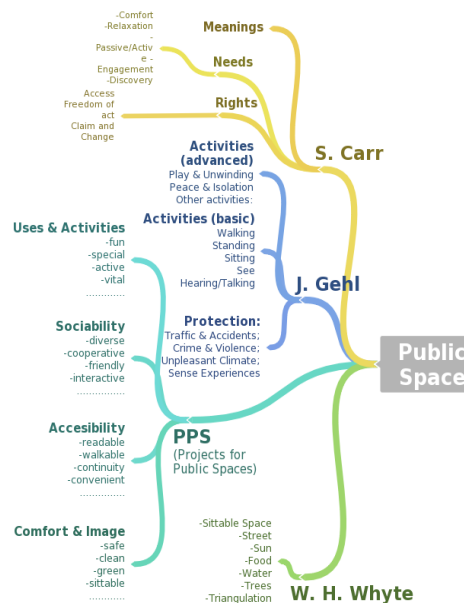 -Comfort
-Relaxation
-
Passive/Activ
e -
Engagement
-Discovery
Meanings
Needs
Access
Freedom of
act
Claim and
Change
Rights
S. Carr
Activities
(advanced)
Play & Unwinding
Peace & Isolation
Other activities:
Activities (basic)
Walking
Standing
Sitting
See
Hearing/Talking
J. Gehl
Protection:
Traffic & Accidents;
Crime & Violence;
Unpleasant Climate;
Sense Experiences
Public
Space
Uses & Activities
-fun
-special
-active
-vital
.............
Sociability
-diverse
-cooperative
-friendly
-interactive
................
Accesibility
-readable
-walkable
-continuity
-convenient
...............
Comfort & Image
-safe
-clean
-green
-sittable
............
PPS
(Projects for
Public Spaces)
-Sittable Space
-Street
-Sun
-Food
-Water
-Trees
-Triangulation
W. H. Whyte